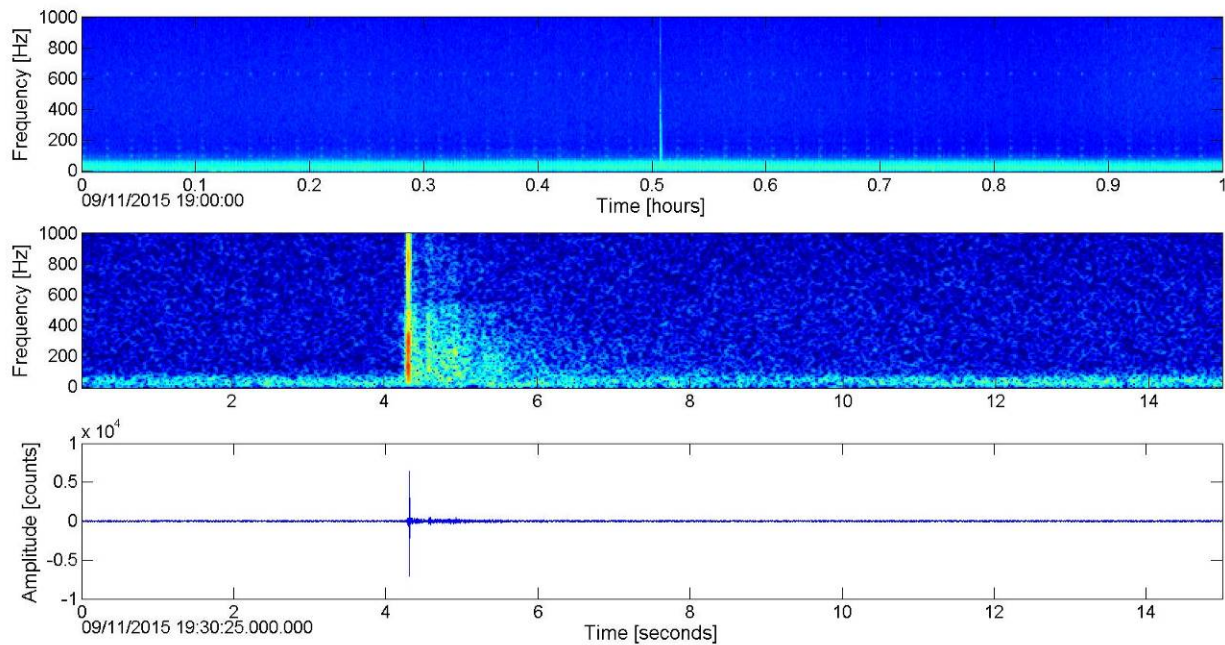 1000
800
600
400
200
0
Frequency [Hz]
0 0.1 0.2 0.3 0.4 0.5 0.6 0.7 0.8 0.9 1
09/11/2015 19:00:00
Time [hours]
1000
800
600
400
200
0
Frequency [Hz]
2 4 6 8 10 12 14
x 10^4
1
0.5
0
-0.5
-1
Amplitude [counts]
0 2 4 6 8 10 12 14
09/11/2015 19:30:25.000.000
Time [seconds]